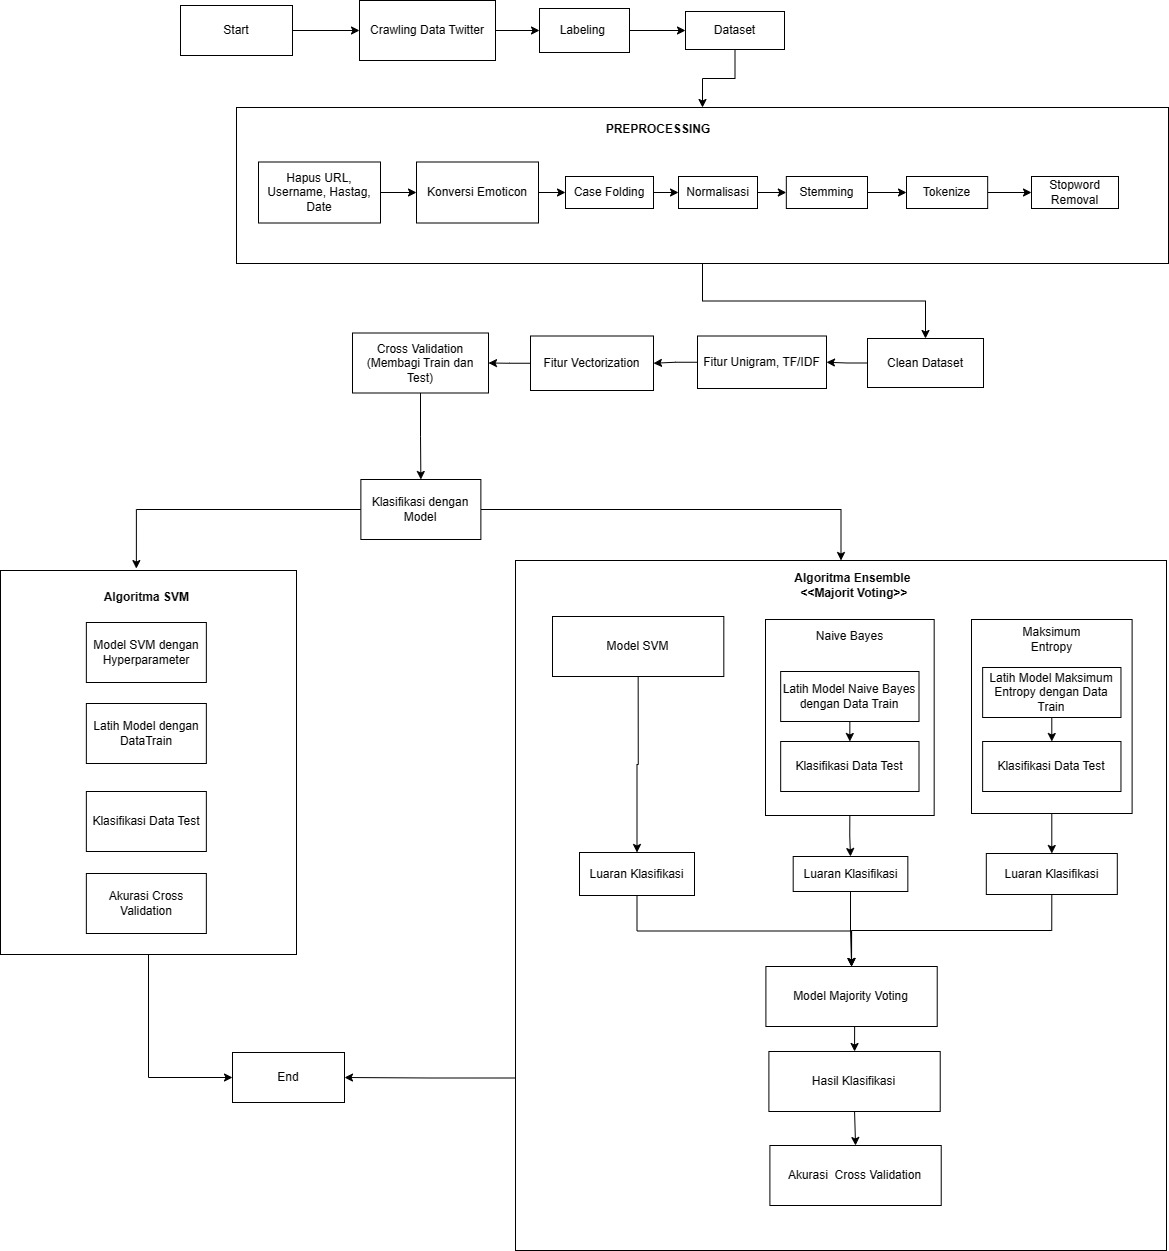 Start
Crawling Data Twitter
Labeling
Dataset
PREPROCESSING
Hapus URL,
Username, Hastag,
Date
Konversi Emoticon
Case Folding
Normalisasi
Stemming
Tokenize
Stopword
Removal
Cross Validation
(Membagi Train dan
Test)
Fitur Vectorization
Fitur Unigram, TF/IDF
Clean Dataset
Klasifikasi dengan
Model
Algoritma SVM
Model SVM dengan
Hyperparameter
Latih Model dengan
DataTrain
Klasifikasi Data Test
Akurasi Cross
Validation
Algoritma Ensemble
<<Majorit Voting>>
Model SVM
Naive Bayes
Latih Model Naive Bayes
dengan Data Train
Klasifikasi Data Test
Maksimum
Entropy
Latih Model Maksimum
Entropy dengan Data
Train
Klasifikasi Data Test
Luaran Klasifikasi
Luaran Klasifikasi
Luaran Klasifikasi
Model Majority Voting
Hasil Klasifikasi
Akurasi  Cross Validation
End